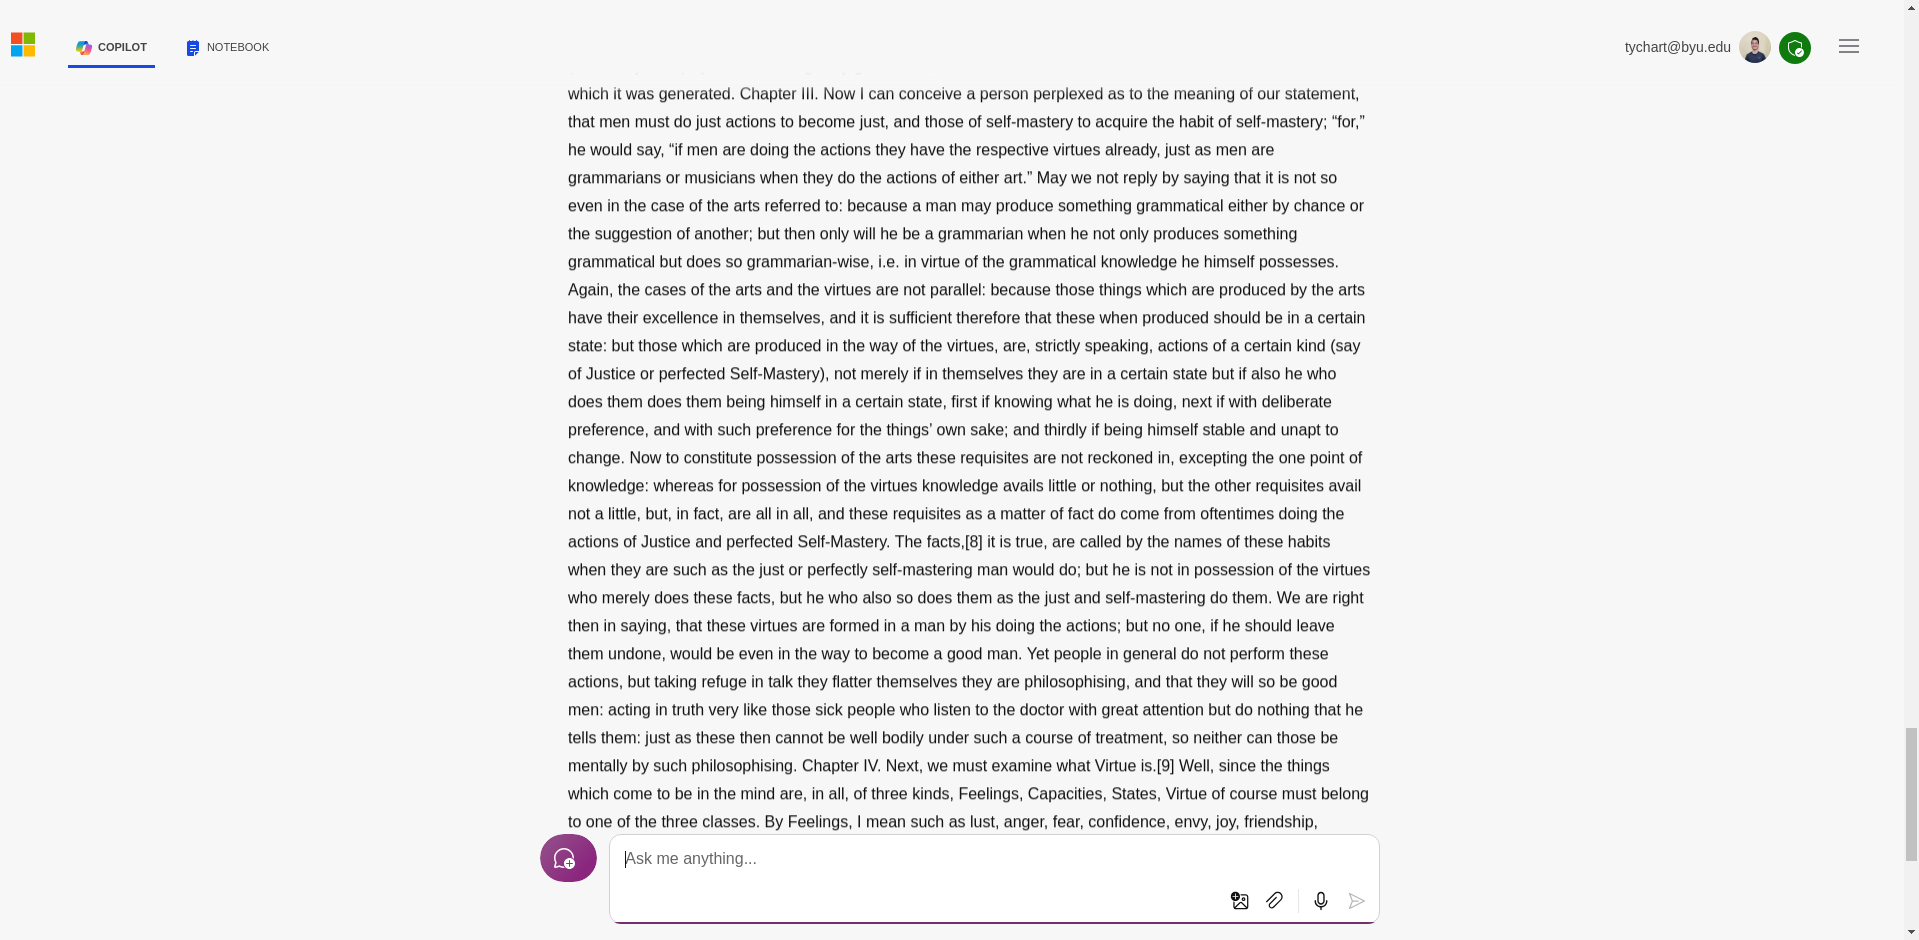 COPILOT
NOTEBOOK
tychart@byu.edu
which it was generated. Chapter III. Now I can conceive a person perplexed as to the meaning of our statement,
that men must do just actions to become just, and those of self-mastery to acquire the habit of self-mastery; “for,”
he would say, “if men are doing the actions they have the respective virtues already, just as men are
grammarians or musicians when they do the actions of either art.” May we not reply by saying that it is not so
even in the case of the arts referred to: because a man may produce something grammatical either by chance or
the suggestion of another; but then only will he be a grammarian when he not only produces something
grammatical but does so grammarian-wise, i.e. in virtue of the grammatical knowledge he himself possesses.
Again, the cases of the arts and the virtues are not parallel: because those things which are produced by the arts
have their excellence in themselves, and it is sufficient therefore that these when produced should be in a certain
state: but those which are produced in the way of the virtues, are, strictly speaking, actions of a certain kind (say
of Justice or perfected Self-Mastery), not merely if in themselves they are in a certain state but if also he who
does them does them being himself in a certain state, first if knowing what he is doing, next if with deliberate
preference, and with such preference for the things’ own sake; and thirdly if being himself stable and unapt to
change. Now to constitute possession of the arts these requisites are not reckoned in, excepting the one point of
knowledge: whereas for possession of the virtues knowledge avails little or nothing, but the other requisites avail
not a little, but, in fact, are all in all, and these requisites as a matter of fact do come from oftentimes doing the
actions of Justice and perfected Self-Mastery. The facts,[8] it is true, are called by the names of these habits
when they are such as the just or perfectly self-mastering man would do; but he is not in possession of the virtues
who merely does these facts, but he who also so does them as the just and self-mastering do them. We are right
then in saying, that these virtues are formed in a man by his doing the actions; but no one, if he should leave
them undone, would be even in the way to become a good man. Yet people in general do not perform these
actions, but taking refuge in talk they flatter themselves they are philosophising, and that they will so be good
men: acting in truth very like those sick people who listen to the doctor with great attention but do nothing that he
tells them: just as these then cannot be well bodily under such a course of treatment, so neither can those be
mentally by such philosophising. Chapter IV. Next, we must examine what Virtue is.[9] Well, since the things
which come to be in the mind are, in all, of three kinds, Feelings, Capacities, States, Virtue of course must belong
to one of the three classes. By Feelings, I mean such as lust, anger, fear, confidence, envy, joy, friendship,
Ask me anything...